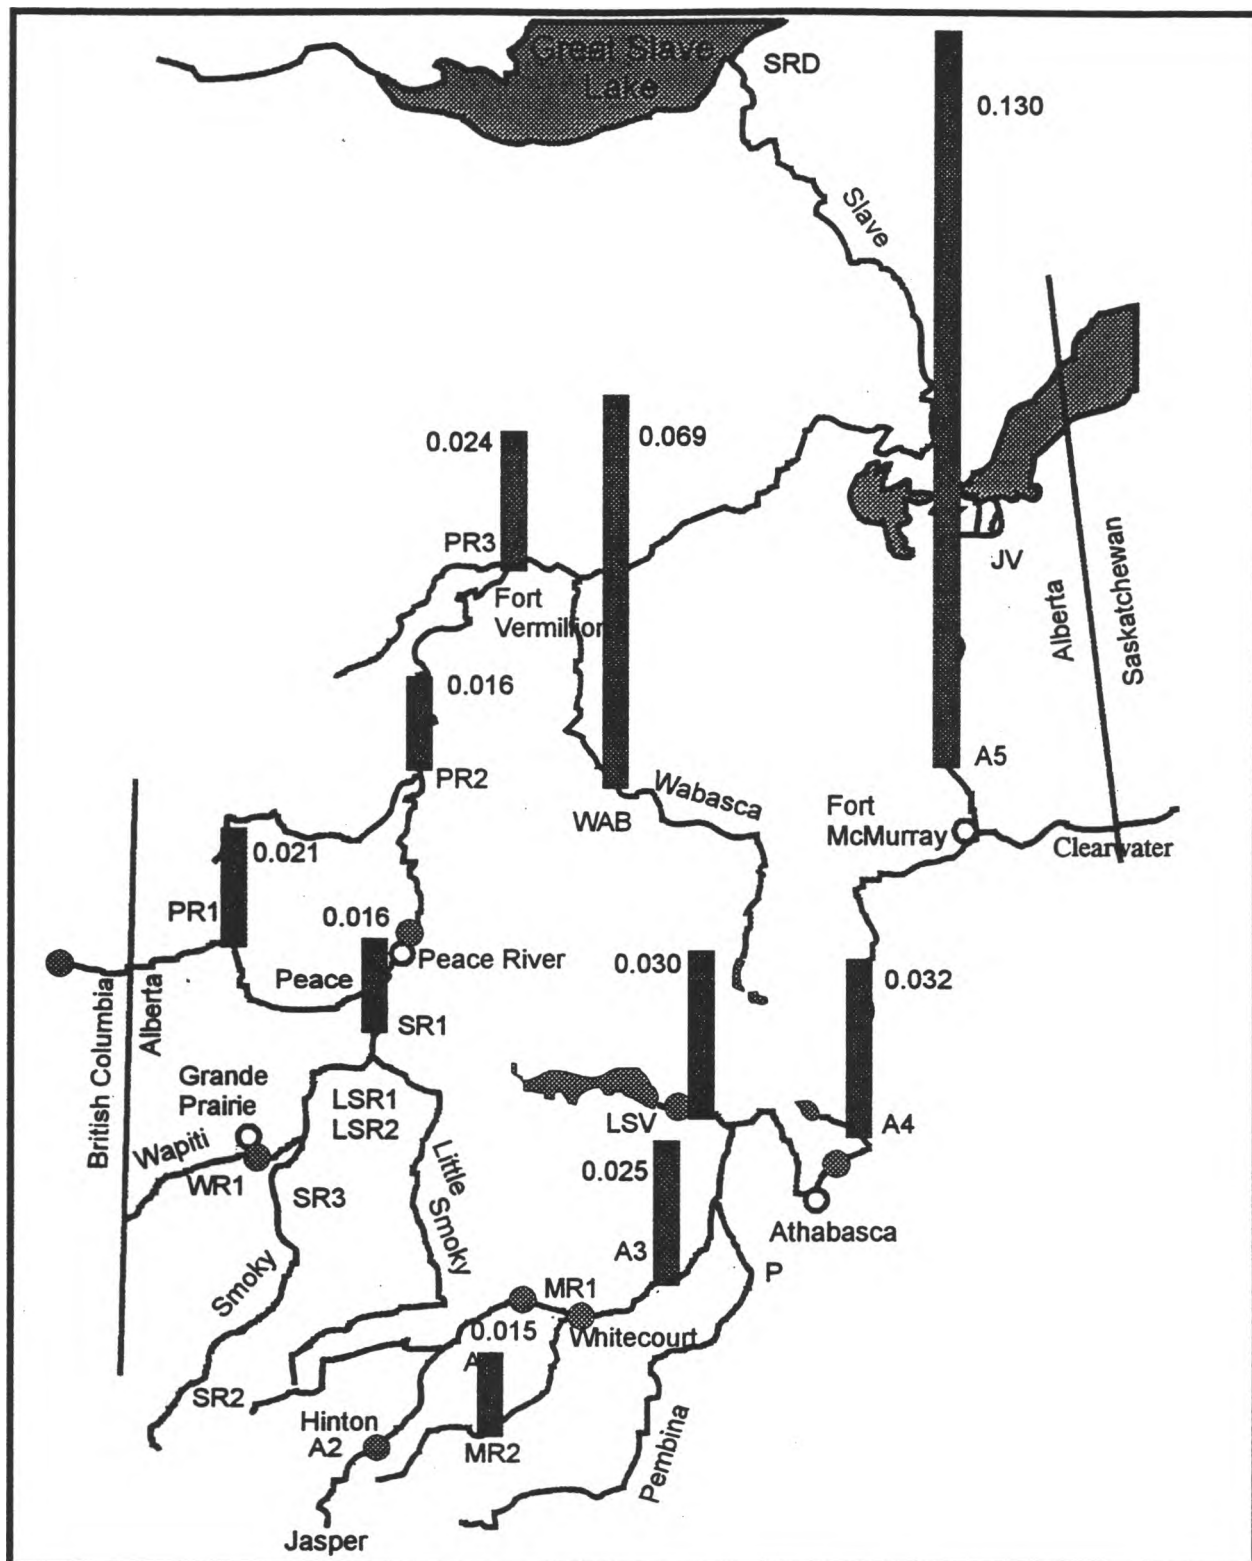 Great Slave
Lake
SRD
0.130
Slave
0.024
0.069
PR3
JV
Fort
Vermillion
Alberta
Saskatchewan
0.016
PR2
A5
Wabasca
WAB
Fort
McMurray
Clearwater
0.021
PR1
0.016
Peace River
Peace
0.030
0.032
British Columbia
Alberta
SR1
Grande
Prairie
LSR1
LSR2
LSV
A4
Wapiti
WR1
SR3
Little
Smoky
0.025
Athabasca
A3
P
Smoky
MR1
0.015
Whitecourt
SR2
Hinton
A2
MR2
Pembina
Jasper